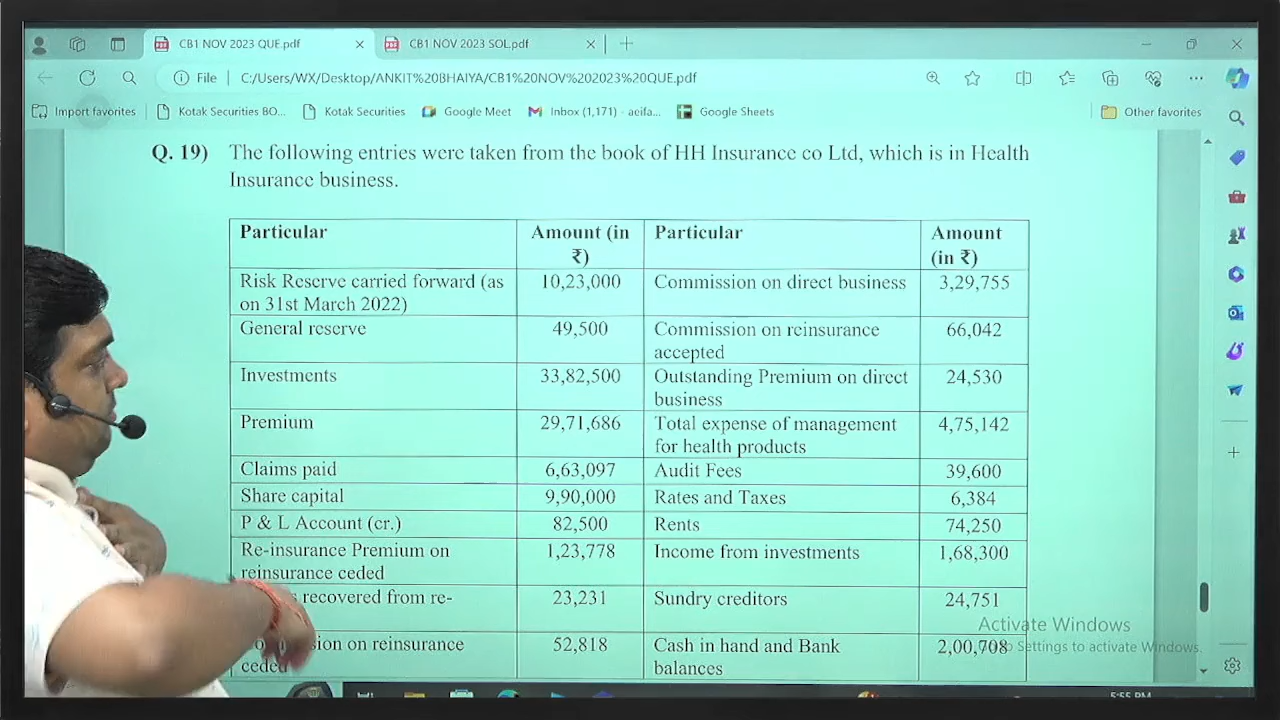 CB1 NOV 2023 QUE.pdf
CB1 NOV 2023 SOL.pdf
File
C:/Users/WX/Desktop/ANKIT%20BHAIYA/CB1%20NOV%202023%20QUE.pdf
Import favorites
Kotak Securities BO...
Kotak Securities
Google Meet
Inbox (1,171) - aeifa...
Google Sheets
Other favorites
Q. 19) The following entries were taken from the book of HH Insurance co Ltd, which is in Health
Insurance business.
Particular Amount (in Particular Amount
₹) (in ₹)
Risk Reserve carried forward (as 10,23,000 Commission on direct business 3,29,755
on 31st March 2022)
General reserve 49,500 Commission on reinsurance 66,042
accepted
Investments 33,82,500 Outstanding Premium on direct 24,530
business
Premium 29,71,686 Total expense of management 4,75,142
for health products
Claims paid 6,63,097 Audit Fees 39,600
Share capital 9,90,000 Rates and Taxes 6,384
P & L Account (cr.) 82,500 Rents 74,250
Re-insurance Premium on 1,23,778 Income from investments 1,68,300
reinsurance ceded
recovered from re- 23,231 Sundry creditors 24,751
Activate Windows
on reinsurance 52,818 Cash in hand and Bank 2,00,708
ceded balances
Settings to activate Windows.
5:55 PM